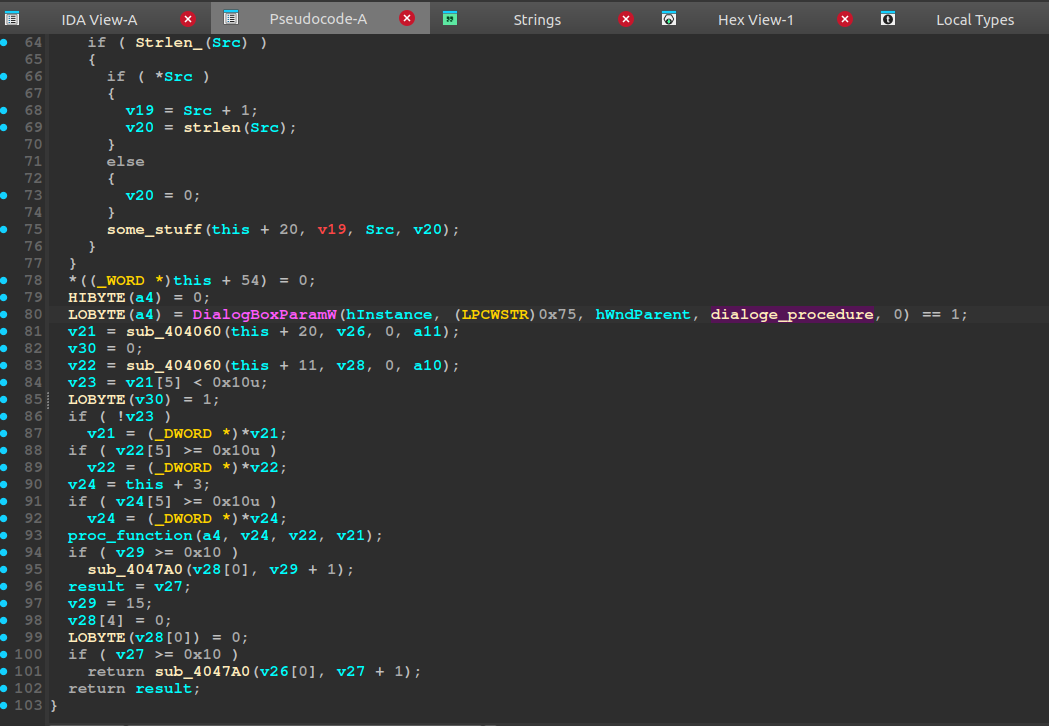 IDA View-A Pseudocode-A Strings Hex View-1 Local Types
64 if ( Strlen_(Src) )
65 {
66 if ( *Src )
67 {
68 v19 = Src + 1;
69 v20 = strlen(Src);
70 }
71 else
72 {
73 v20 = 0;
74 }
75 some_stuff(this + 20, v19, Src, v20);
76 }
77 }
78 *((_WORD *)this + 54) = 0;
79 HIBYTE(a4) = 0;
80 LOBYTE(a4) = DialogBoxParamW(hInstance, (LPCWSTR)0x75, hWndParent, dialoge_procedure, 0) == 1;
81 v21 = sub_404060(this + 20, v26, 0, a11);
82 v30 = 0;
83 v22 = sub_404060(this + 11, v28, 0, a10);
84 v23 = v21[5] < 0x10u;
85 LOBYTE(v30) = 1;
86 if ( !v23 )
87 v21 = (_DWORD *)*v21;
88 if ( v22[5] >= 0x10u )
89 v22 = (_DWORD *)*v22;
90 v24 = this + 3;
91 if ( v24[5] >= 0x10u )
92 v24 = (_DWORD *)*v24;
93 proc_function(a4, v24, v22, v21);
94 if ( v29 >= 0x10 )
95 sub_4047A0(v28[0], v29 + 1);
96 result = v27;
97 v29 = 15;
98 v28[4] = 0;
99 LOBYTE(v28[0]) = 0;
100 if ( v27 >= 0x10 )
101 return sub_4047A0(v26[0], v27 + 1);
102 return result;
103 }